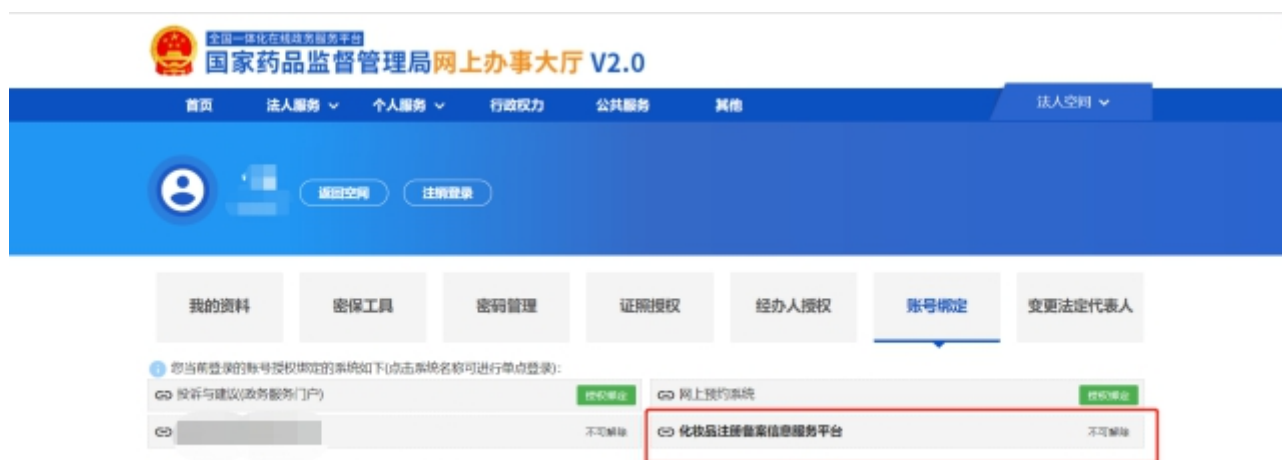 全国一体化在线政务服务平台
国家药品监督管理局网上办事大厅 V2.0
首页 法人服务 个人服务 行政权力 公共服务 其他 法人空间
返回空间 注销登录
我的资料 密保工具 密码管理 证照授权 经办人授权 账号绑定 变更法定代表人
您当前登录的账号授权绑定的系统如下(点击系统名称可进行单点登录):
投诉与建议(政务服务门户) 授权绑定 网上预约系统 授权绑定
不可解除 化妆品注册备案信息服务平台 不可解除